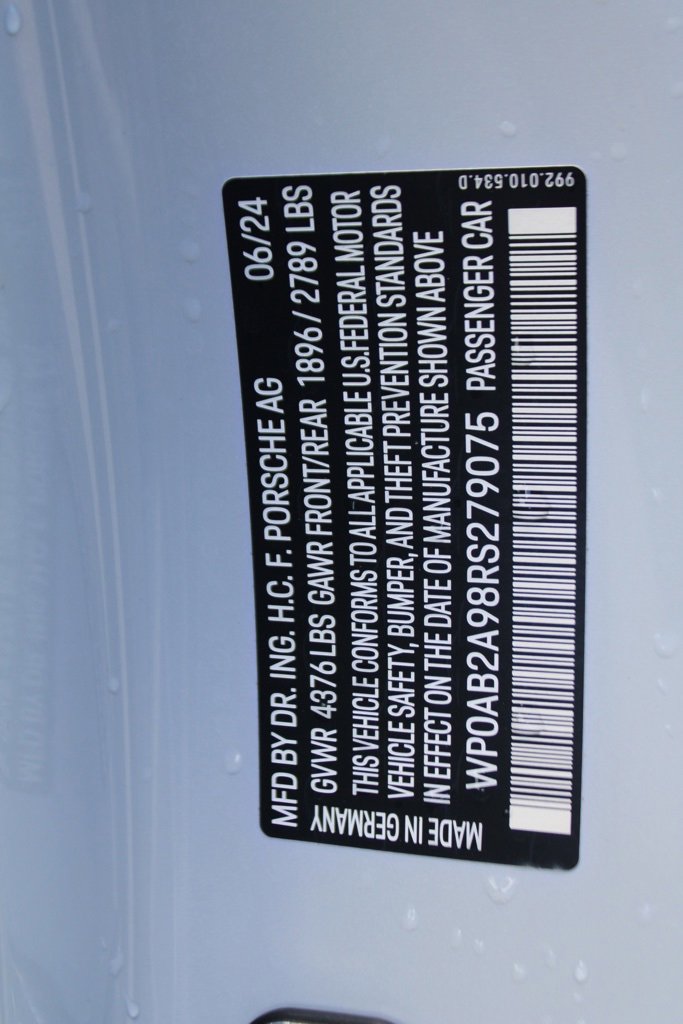 MFD BY DR. ING. H.C. F. PORSCHE AG 06/24
GVWR 4376 LBS GAWR FRONT/REAR 1896 / 2789 LBS
THIS VEHICLE CONFORMS TO ALL APPLICABLE U.S. FEDERAL MOTOR
VEHICLE SAFETY, BUMPER, AND THEFT PREVENTION STANDARDS
IN EFFECT ON THE DATE OF MANUFACTURE SHOWN ABOVE
WP0AB2A98RS279075 PASSENGER CAR
MADE IN GERMANY
992.010.534.D